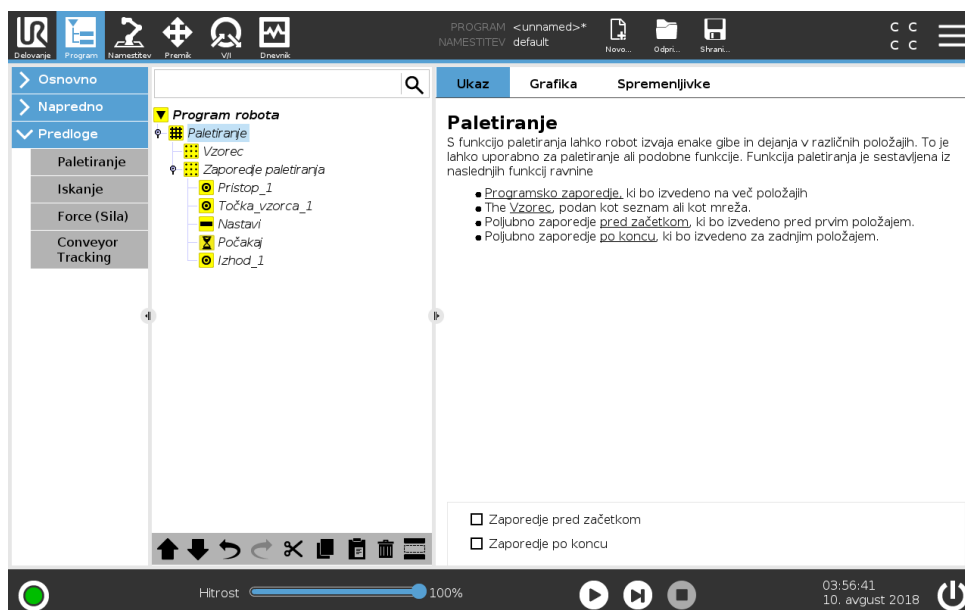 UR
PROGRAM <unnamed>*
NAMESTITEV default
Delovanje
Program
Namestitev
Premik
V/I
Dnevnik
Novo...
Odpri...
Shrani...
C C
C C
Osnovno
Napredno
Predloge
Paletiranje
Iskanje
Force (Sila)
Conveyor
Tracking
Program robota
Paletiranje
Vzorec
Zaporedje paletiranja
Pristop_1
Točka_vzorca_1
Nastavi
Počakaj
Izhod_1
Ukaz
Grafika
Spremenljivke
Paletiranje
S funkcijo paletiranja lahko robot izvaja enake gibe in dejanja v različnih položajih. To je
lahko uporabno za paletiranje ali podobne funkcije. Funkcija paletiranja je sestavljena iz
naslednjih funkcij ravnine
Programsko zaporedje, ki bo izvedeno na več položajih
The Vzorec, podan kot seznam ali kot mreža.
Poljubno zaporedje pred začetkom, ki bo izvedeno pred prvim položajem.
Poljubno zaporedje po koncu, ki bo izvedeno za zadnjim položajem.
Zaporedje pred začetkom
Zaporedje po koncu
Hitrost
100%
03:56:41
10. avgust 2018